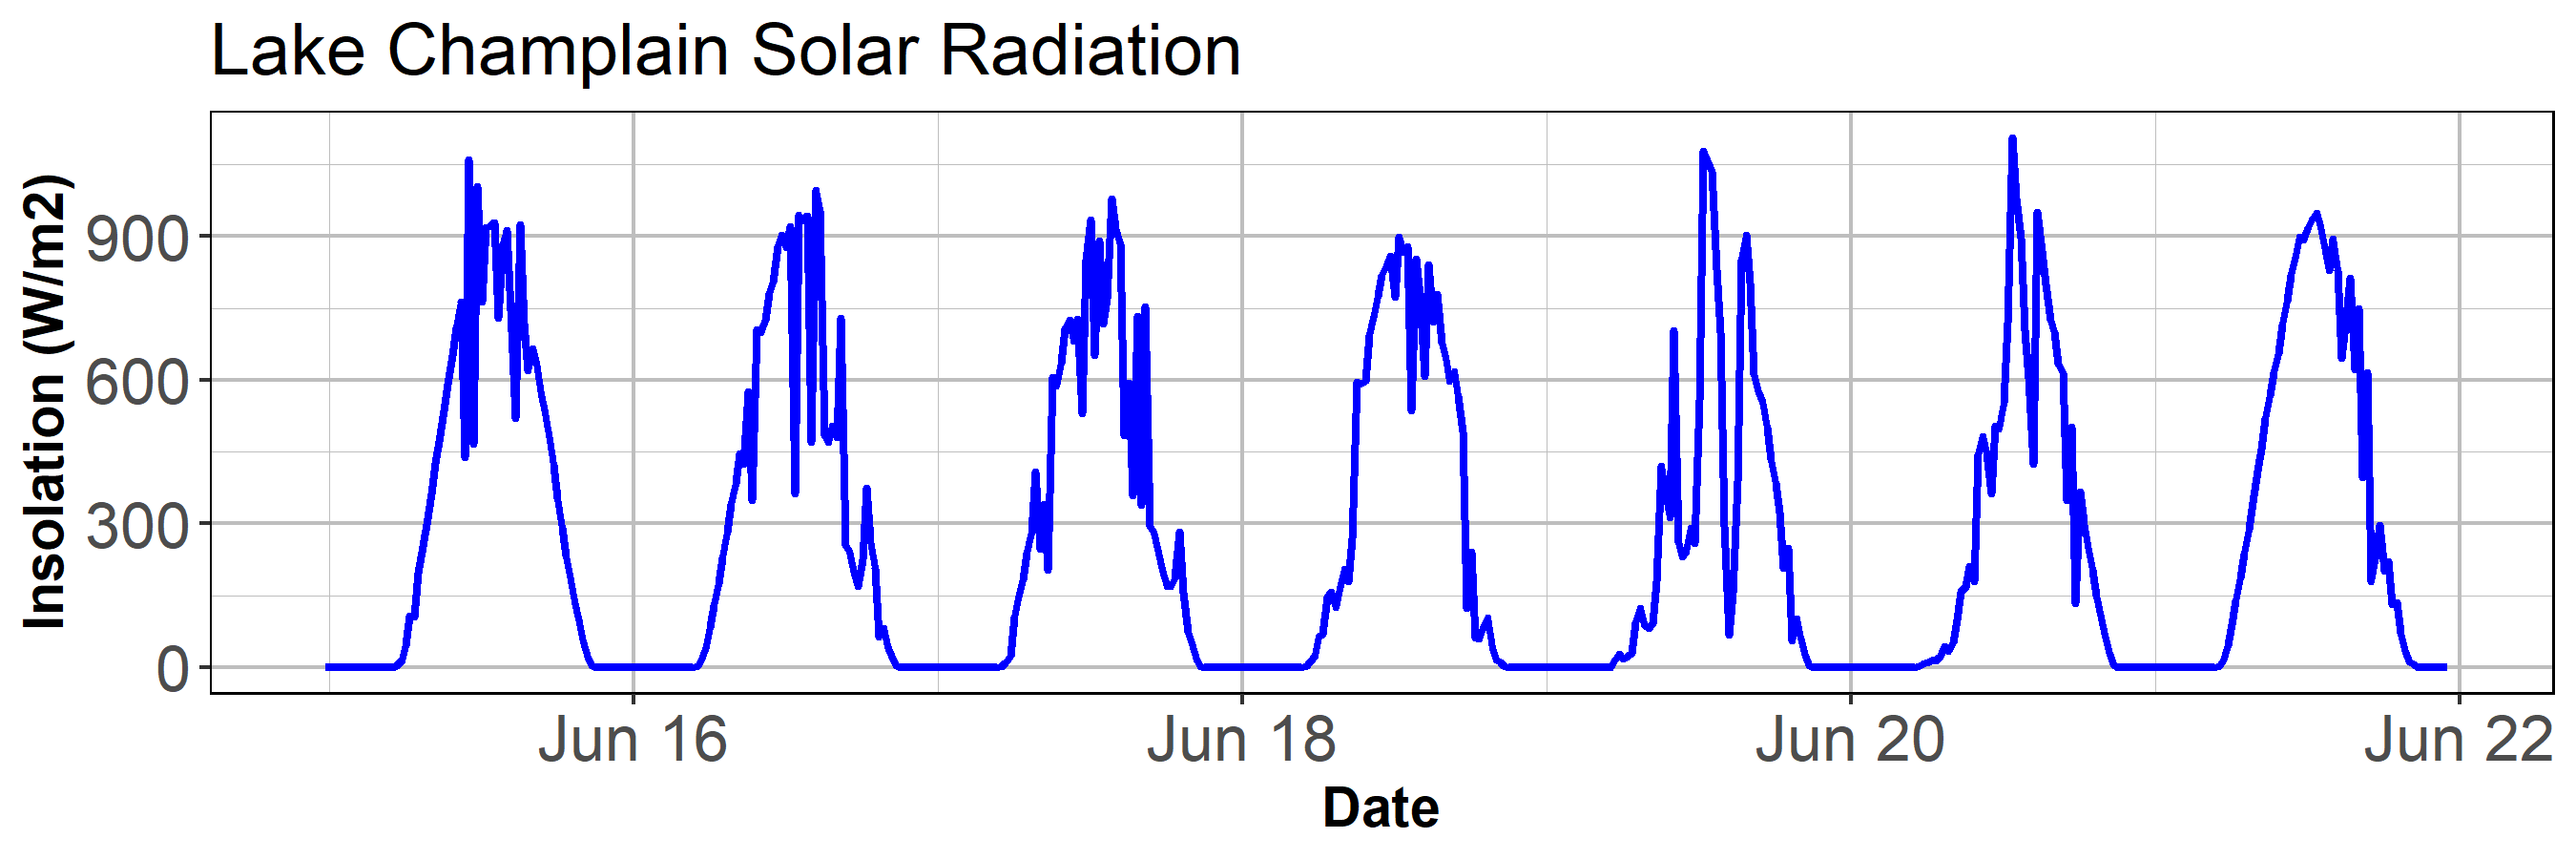 Lake Champlain Solar Radiation
Insolation (W/m2)
900
600
300
0
Jun 16
Jun 18
Jun 20
Jun 22
Date